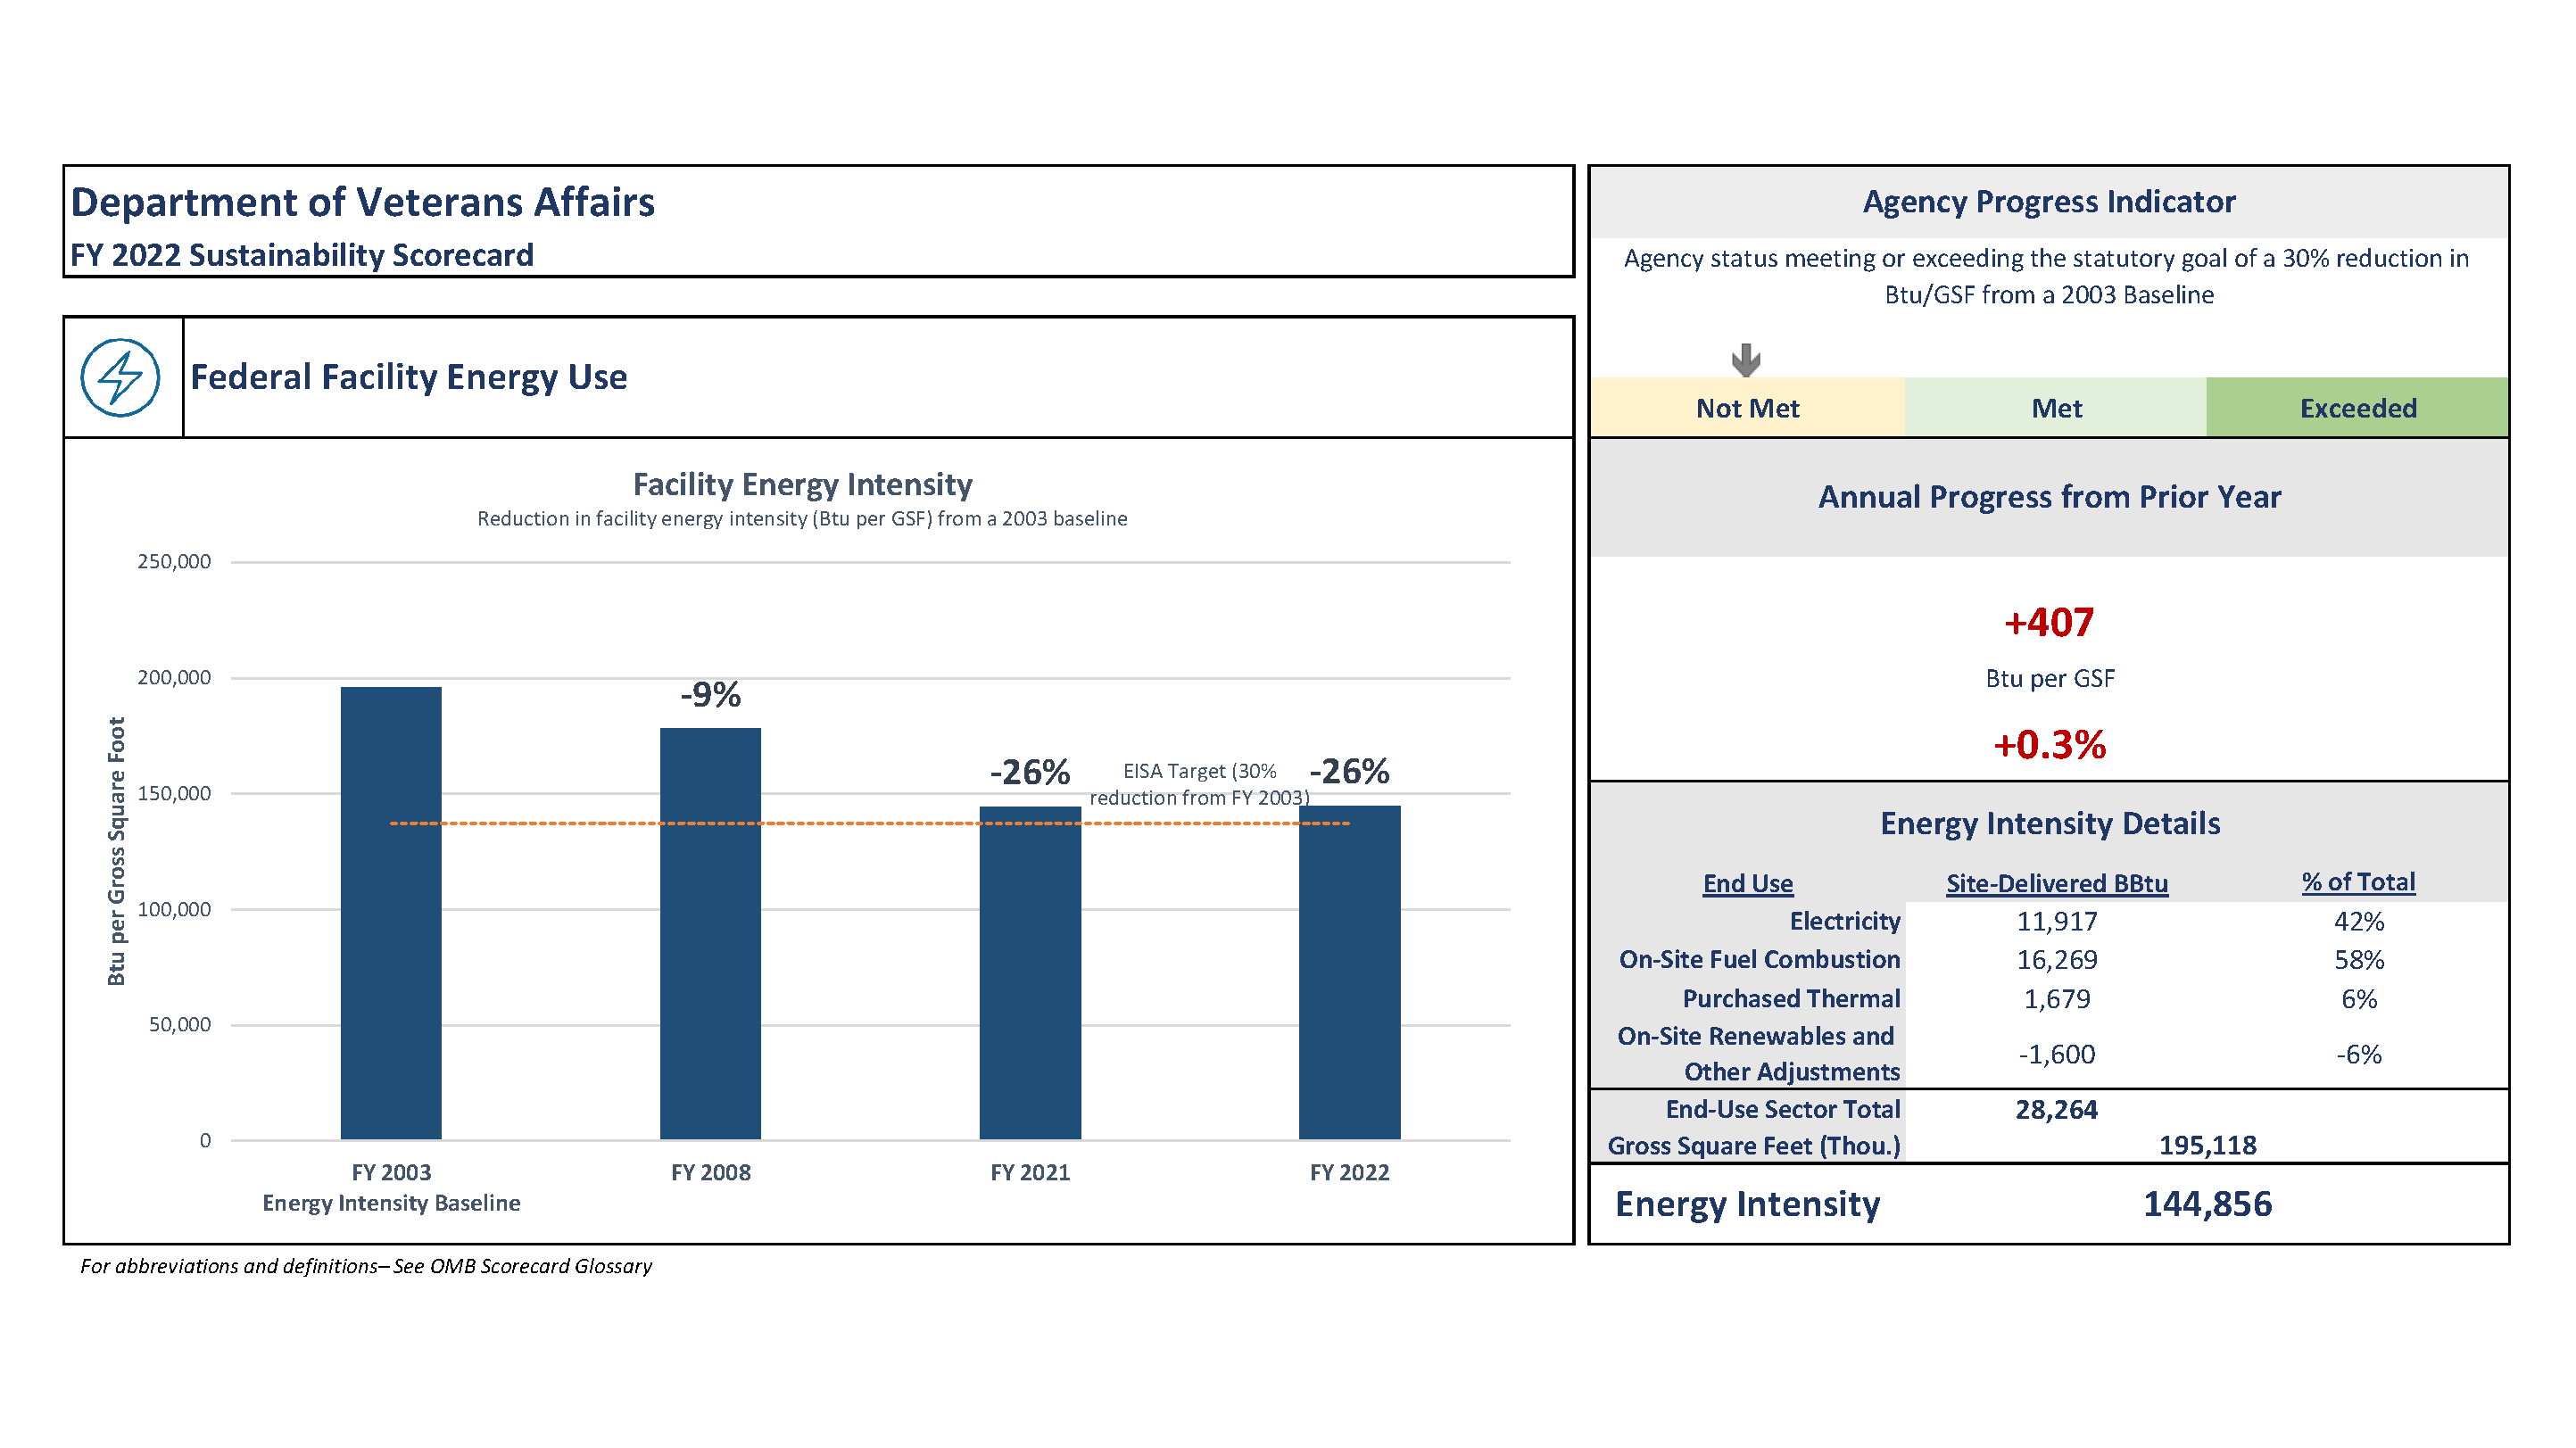 Department of Veterans Affairs
FY 2022 Sustainability Scorecard
Federal Facility Energy Use
Facility Energy Intensity
Reduction in facility energy intensity (Btu per GSF) from a 2003 baseline
250,000
200,000
150,000
100,000
50,000
0
Btu per Gross Square Foot
-9%
-26%
EISA Target (30%
reduction from FY 2003)
-26%
FY 2003
Energy Intensity Baseline
FY 2008
FY 2021
FY 2022
For abbreviations and definitions– See OMB Scorecard Glossary
Agency Progress Indicator
Agency status meeting or exceeding the statutory goal of a 30% reduction in
Btu/GSF from a 2003 Baseline
Not Met Met Exceeded
Annual Progress from Prior Year
+407
Btu per GSF
+0.3%
Energy Intensity Details
End Use Site-Delivered BBtu % of Total
Electricity 11,917 42%
On-Site Fuel Combustion 16,269 58%
Purchased Thermal 1,679 6%
On-Site Renewables and
Other Adjustments -1,600 -6%
End-Use Sector Total 28,264
Gross Square Feet (Thou.) 195,118
Energy Intensity 144,856